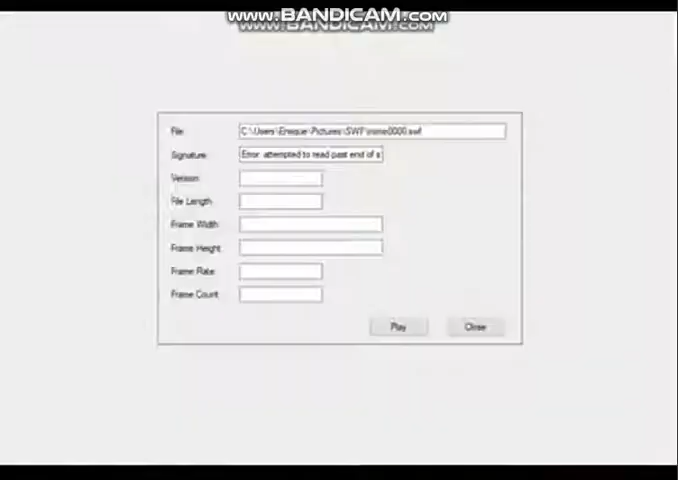 www.BANDICAM.com
File
C:\Users\Enrique\Pictures\SWF\mime0000.swf
Signature
Error: attempted to read past end of s
Version
File Length
Frame Width
Frame Height
Frame Rate
Frame Count
Play
Close